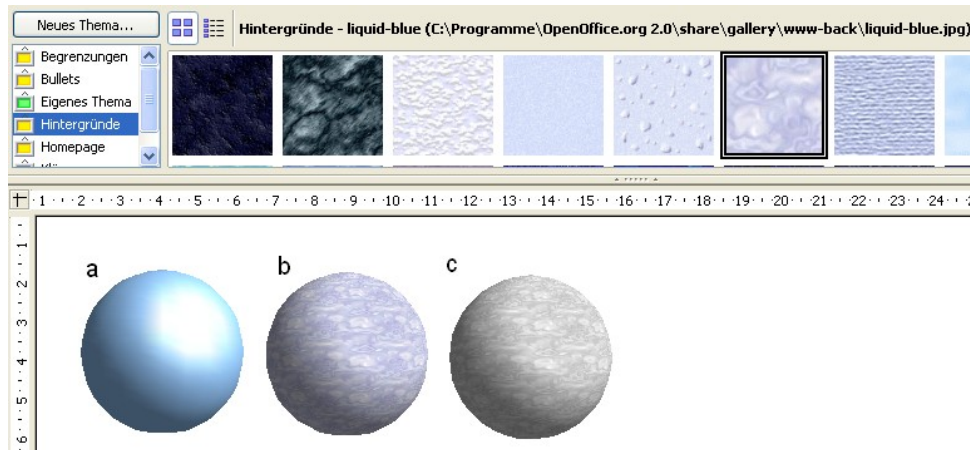 Neues Thema...
Hintergründe - liquid-blue (C:\Programme\OpenOffice.org 2.0\share\gallery\www-back\liquid-blue.jpg)
Begrenzungen
Bullets
Eigenes Thema
Hintergründe
Homepage
1 2 3 4 5 6 7 8 9 10 11 12 13 14 15 16 17 18 19 20 21 22 23 24
a b c
1
2
3
4
5
6